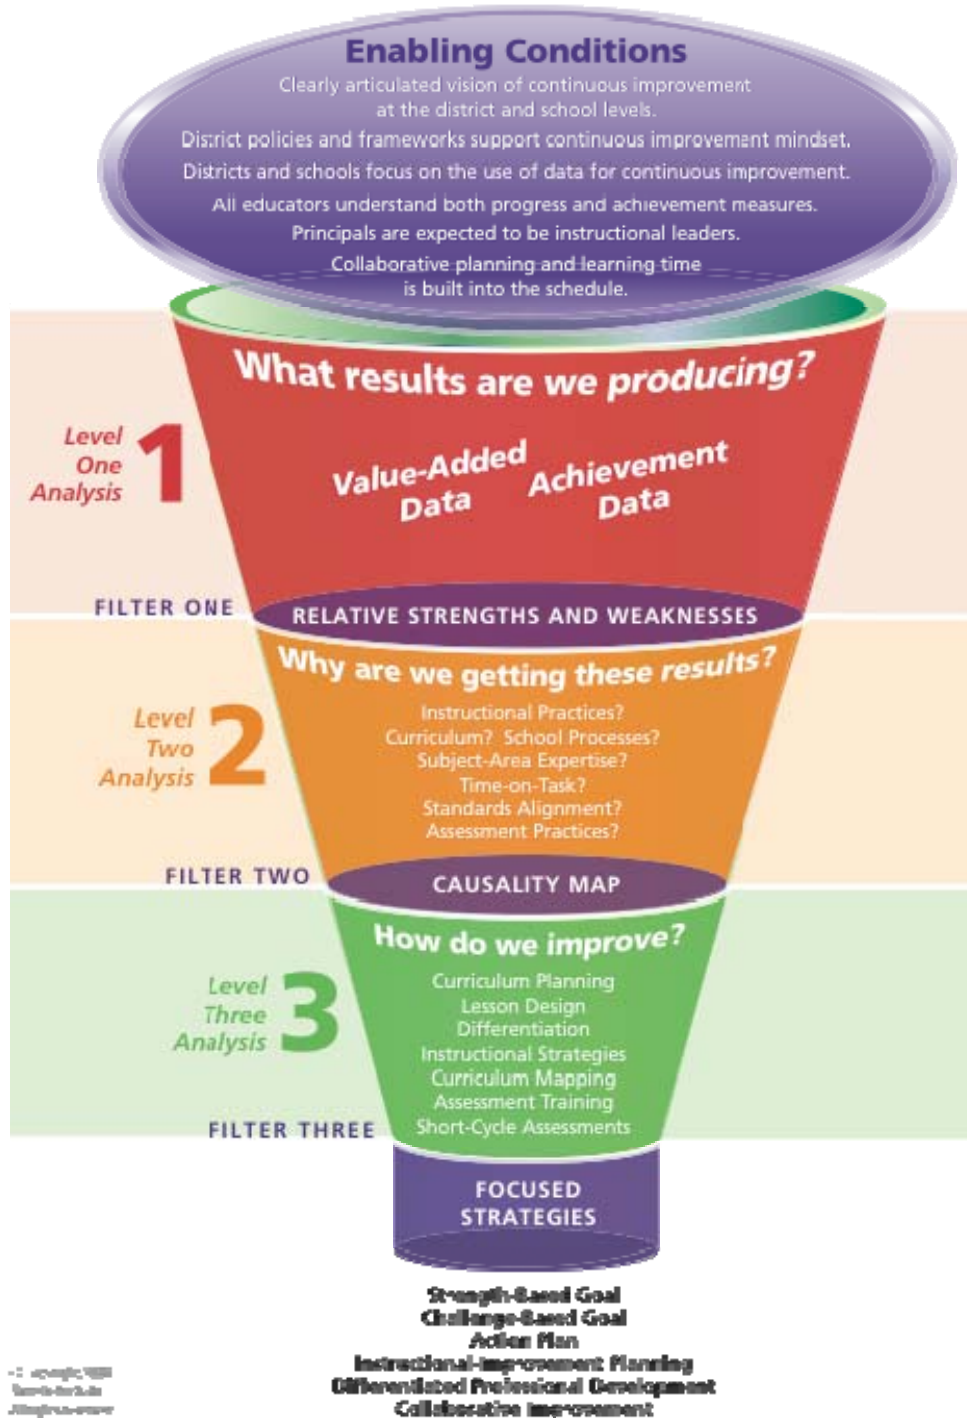 Enabling Conditions
Clearly articulated vision of continuous improvement
at the district and school levels.
District policies and frameworks support continuous improvement mindset.
Districts and schools focus on the use of data for continuous improvement.
All educators understand both progress and achievement measures.
Principals are expected to be instructional leaders.
Collaborative planning and learning time
is built into the schedule.
What results are we producing?
Level
One
Analysis
1
Value-Added
Data
Achievement
Data
FILTER ONE
RELATIVE STRENGTHS AND WEAKNESSES
Why are we getting these results?
Level
Two
Analysis
2
Instructional Practices?
Curriculum? School Processes?
Subject-Area Expertise?
Time-on-Task?
Standards Alignment?
Assessment Practices?
FILTER TWO
CAUSALITY MAP
How do we improve?
Level
Three
Analysis
3
Curriculum Planning
Lesson Design
Differentiation
Instructional Strategies
Curriculum Mapping
Assessment Training
Short-Cycle Assessments
FILTER THREE
FOCUSED
STRATEGIES
Strength-Based Goal
Challenge-Based Goal
Action Plan
Instructional-Improvement Planning
Differentiated Professional Development
Collaborative Improvement